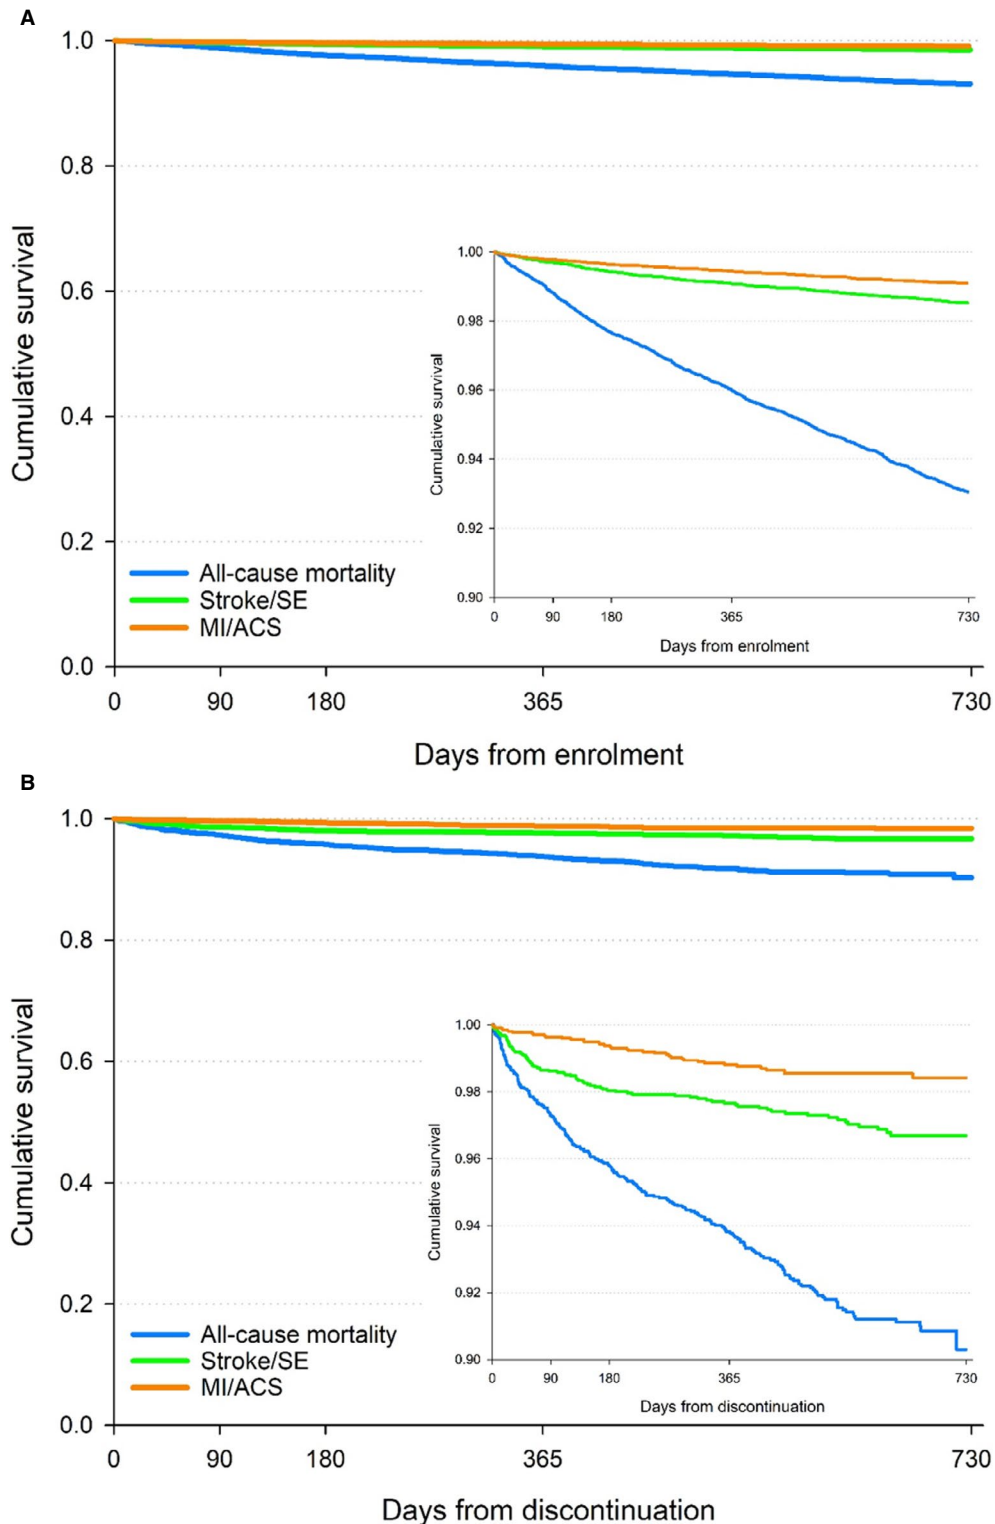 A
1.0
0.8
0.6
0.4
0.2
0.0
Cumulative survival
All-cause mortality
Stroke/SE
MI/ACS
1.00
0.98
0.96
0.94
0.92
0.90
Cumulative survival
0 90 180 365 730
Days from enrolment
0 90 180 365 730
Days from enrolment
B
1.0
0.8
0.6
0.4
0.2
0.0
Cumulative survival
All-cause mortality
Stroke/SE
MI/ACS
1.00
0.98
0.96
0.94
0.92
0.90
Cumulative survival
0 90 180 365 730
Days from discontinuation
0 90 180 365 730
Days from discontinuation